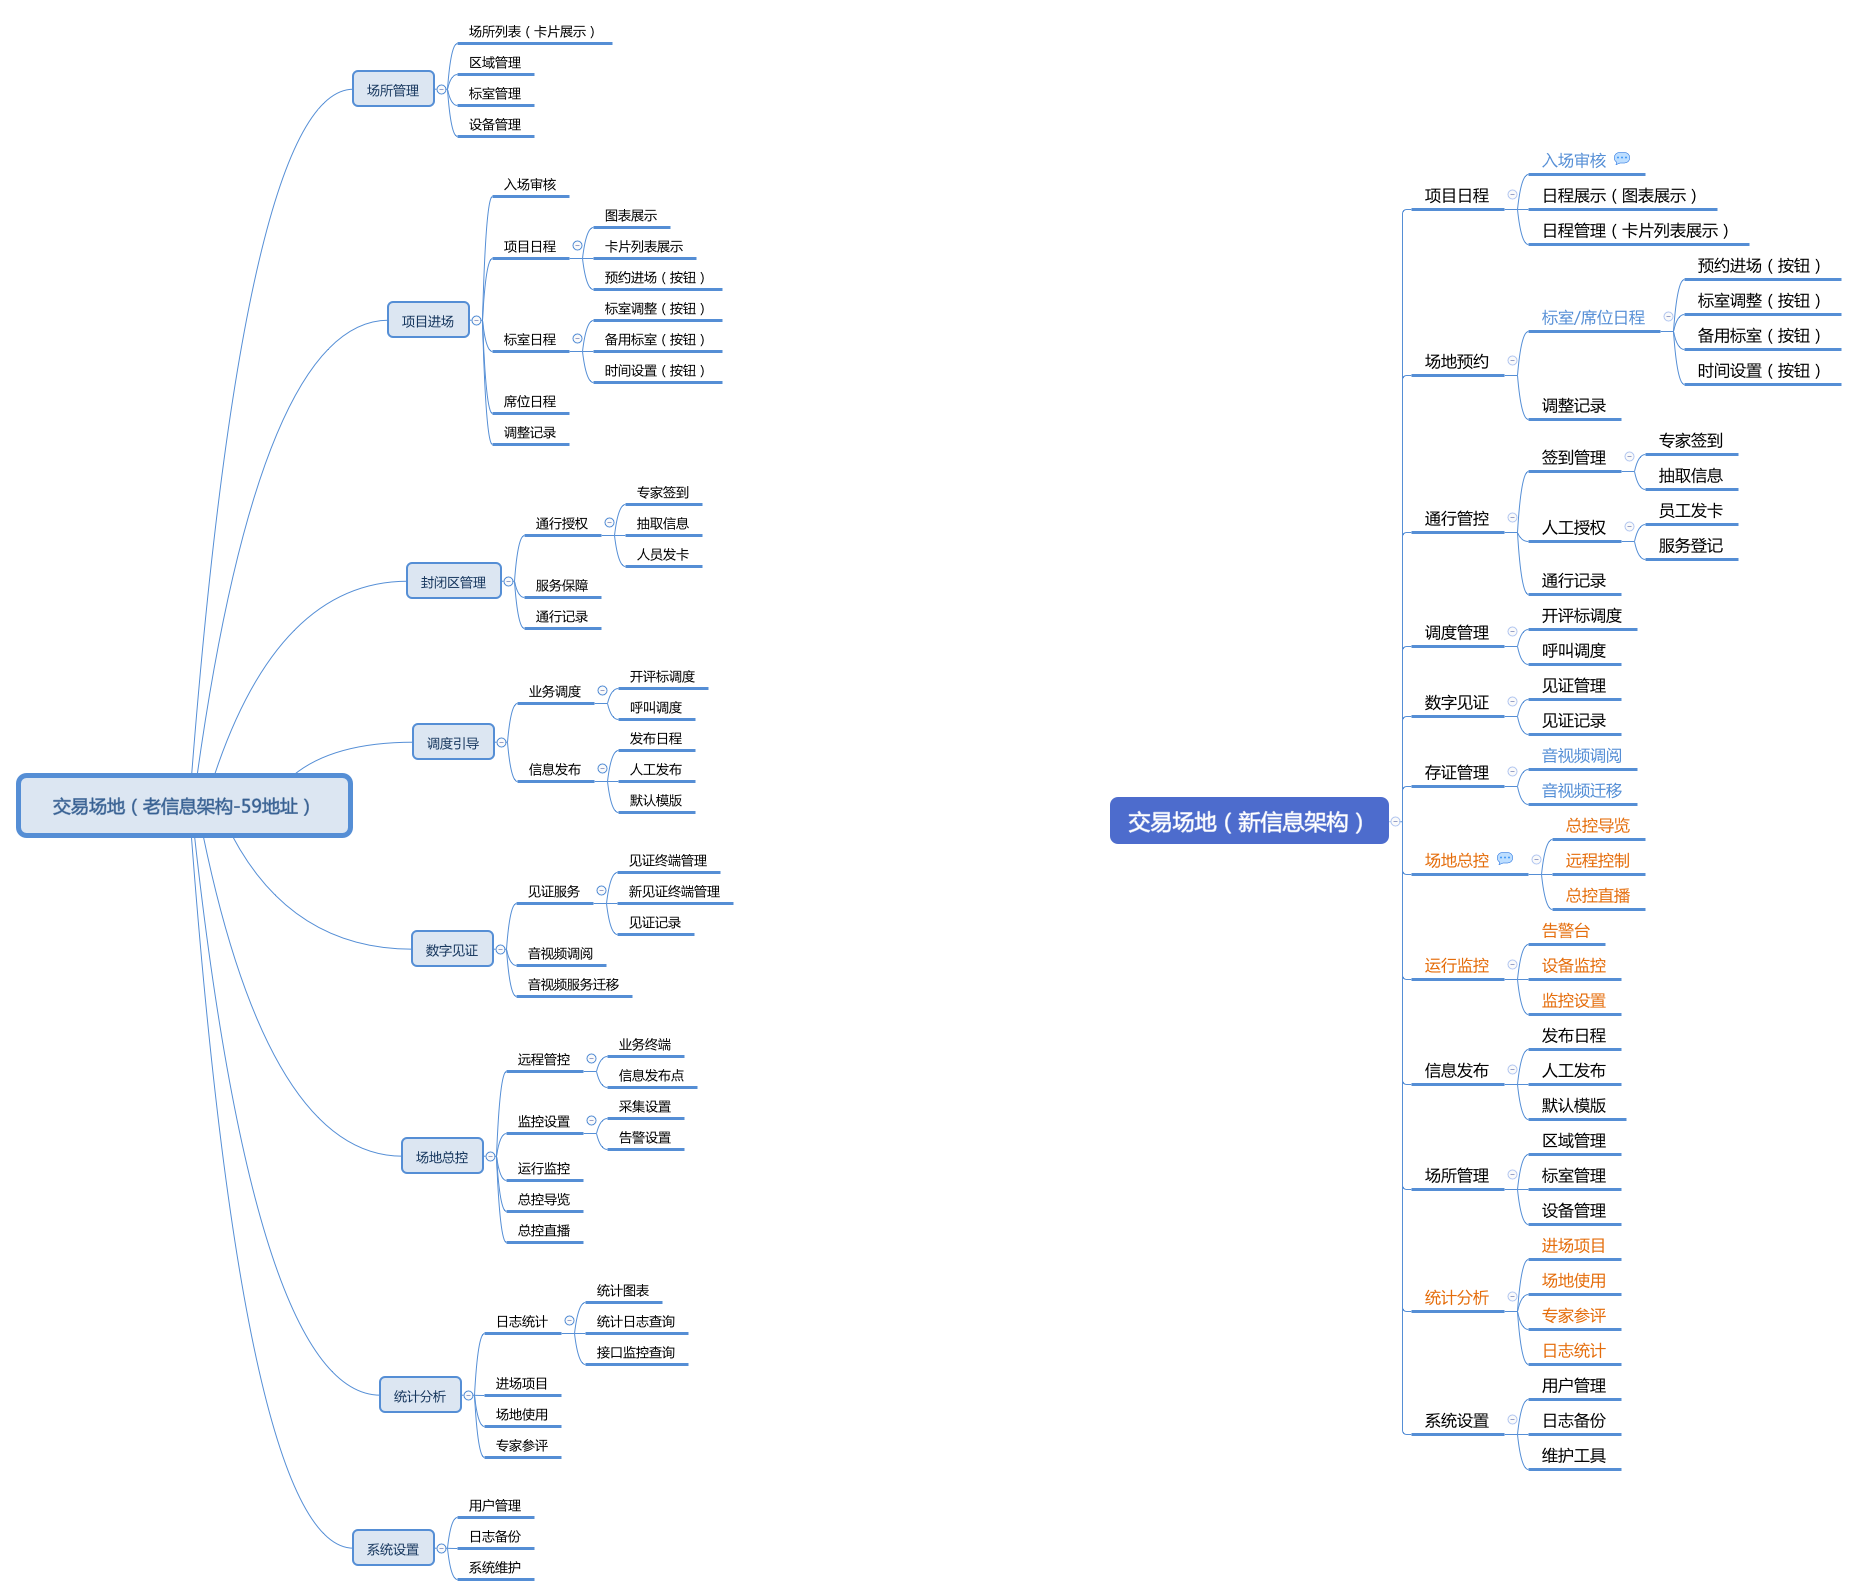 交易场地（老信息架构-59地址）
场所管理
场所列表（卡片展示）
区域管理
标室管理
设备管理
项目进场
入场审核
项目日程
图表展示
卡片列表展示
预约进场（按钮）
标室日程
标室调整（按钮）
备用标室（按钮）
时间设置（按钮）
席位日程
调整记录
封闭区管理
通行授权
专家签到
抽取信息
人员发卡
服务保障
通行记录
调度引导
业务调度
开评标调度
呼叫调度
信息发布
发布日程
人工发布
默认模版
数字见证
见证服务
见证终端管理
新见证终端管理
见证记录
音视频调阅
音视频服务迁移
场地总控
远程管控
业务终端
信息发布点
监控设置
采集设置
告警设置
运行监控
总控导览
总控直播
统计分析
日志统计
统计图表
统计日志查询
接口监控查询
进场项目
场地使用
专家参评
系统设置
用户管理
日志备份
系统维护
交易场地（新信息架构）
项目日程
入场审核
日程展示（图表展示）
日程管理（卡片列表展示）
场地预约
标室/席位日程
预约进场（按钮）
标室调整（按钮）
备用标室（按钮）
时间设置（按钮）
调整记录
通行管控
签到管理
专家签到
抽取信息
人工授权
员工发卡
服务登记
通行记录
调度管理
开评标调度
呼叫调度
数字见证
见证管理
见证记录
存证管理
音视频调阅
音视频迁移
场地总控
总控导览
远程控制
总控直播
运行监控
告警台
设备监控
监控设置
信息发布
发布日程
人工发布
默认模版
场所管理
区域管理
标室管理
设备管理
统计分析
进场项目
场地使用
专家参评
日志统计
系统设置
用户管理
日志备份
维护工具